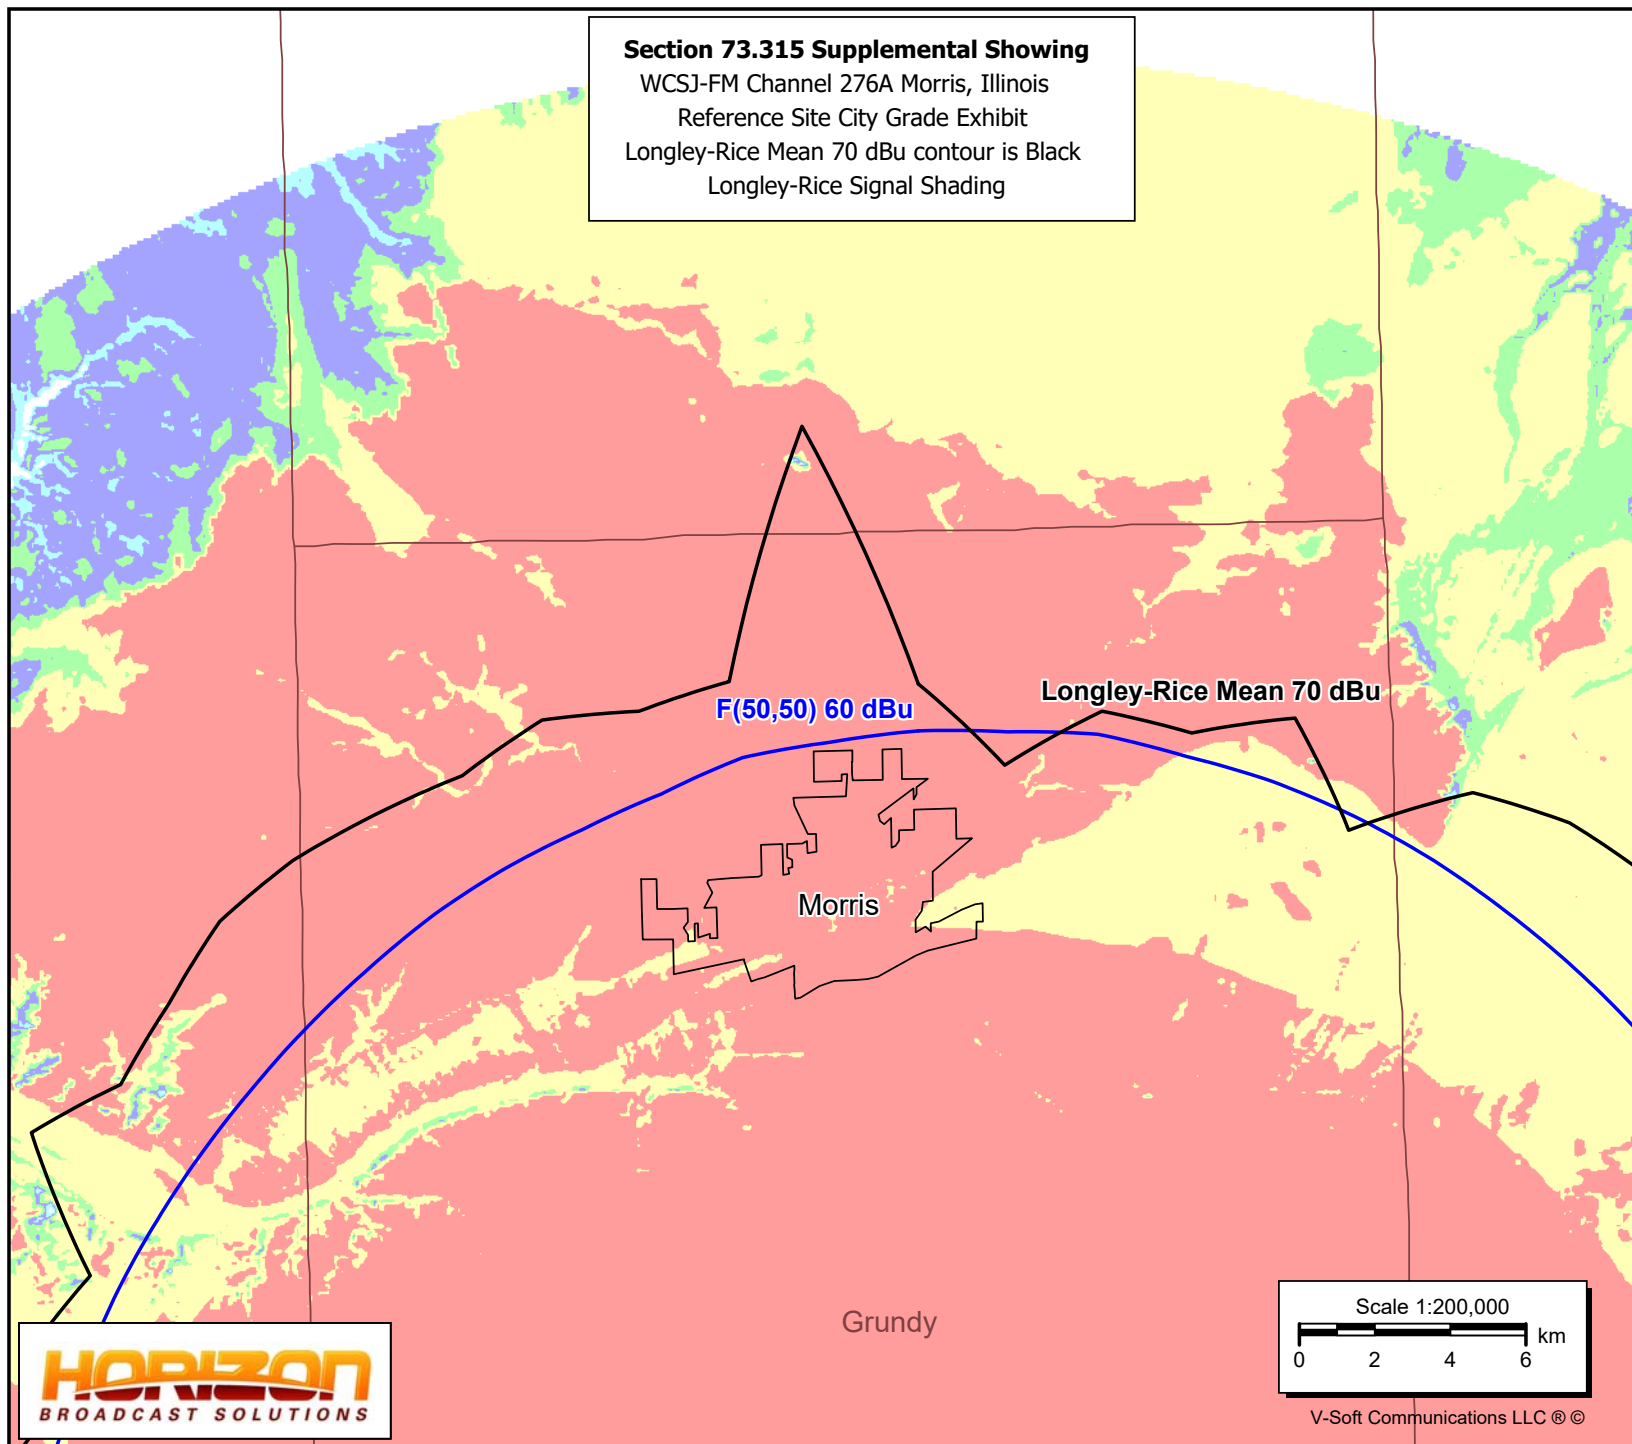 Section 73.315 Supplemental Showing
WCSJ-FM Channel 276A Morris, Illinois
Reference Site City Grade Exhibit
Longley-Rice Mean 70 dBu contour is Black
Longley-Rice Signal Shading
Longley-Rice Mean 70 dBu
F(50,50) 60 dBu
Morris
Grundy
Scale 1:200,000
km
0 2 4 6
HORIZON
BROADCAST SOLUTIONS
V-Soft Communications LLC ® ©